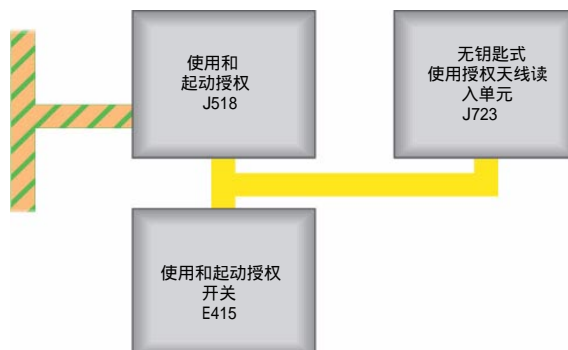 使用和
起动授权
J518
无钥匙式
使用授权天线读
入单元
J723
使用和起动授权
开关
E415